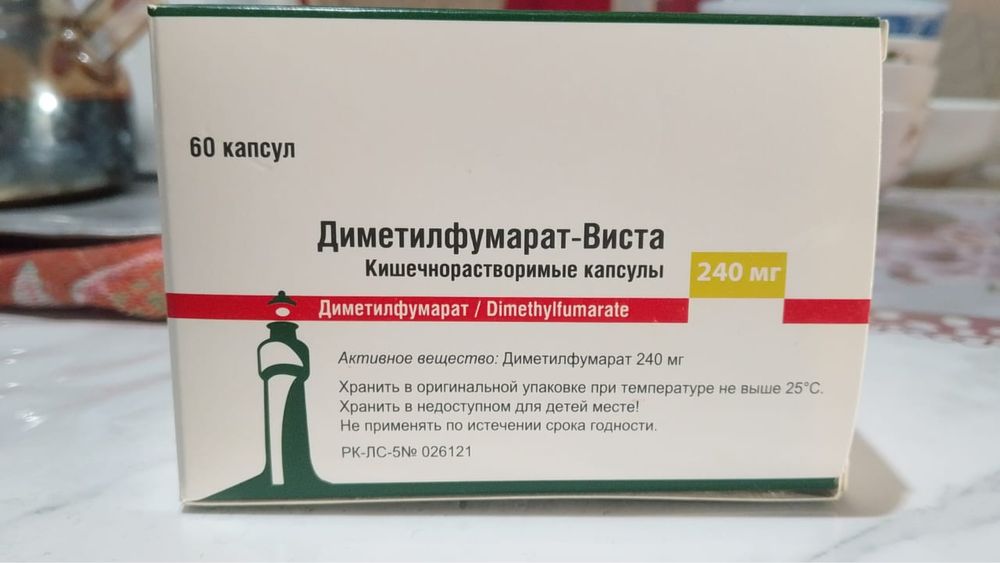 60 капсул
Диметилфумарат-Виста
Кишечнорастворимые капсулы
240 мг
Диметилфумарат / Dimethylfumarate
Активное вещество: Диметилфумарат 240 мг
Хранить в оригинальной упаковке при температуре не выше 25°C.
Хранить в недоступном для детей месте!
Не применять по истечении срока годности.
РК-ЛС-5№ 026121